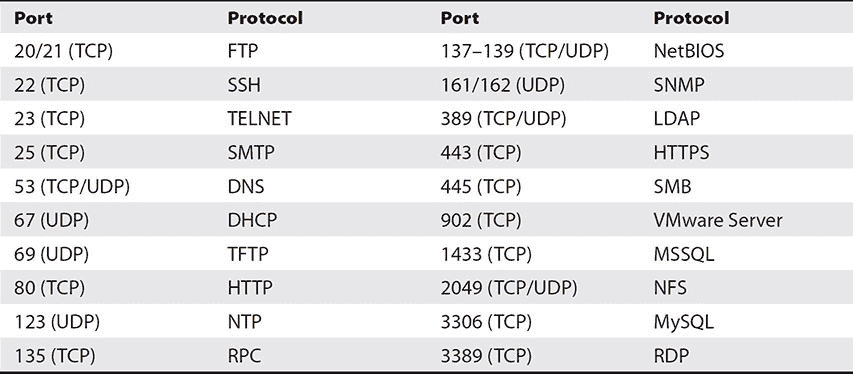 Port Protocol Port Protocol
20/21 (TCP) FTP 137–139 (TCP/UDP) NetBIOS
22 (TCP) SSH 161/162 (UDP) SNMP
23 (TCP) TELNET 389 (TCP/UDP) LDAP
25 (TCP) SMTP 443 (TCP) HTTPS
53 (TCP/UDP) DNS 445 (TCP) SMB
67 (UDP) DHCP 902 (TCP) VMware Server
69 (UDP) TFTP 1433 (TCP) MSSQL
80 (TCP) HTTP 2049 (TCP/UDP) NFS
123 (UDP) NTP 3306 (TCP) MySQL
135 (TCP) RPC 3389 (TCP) RDP